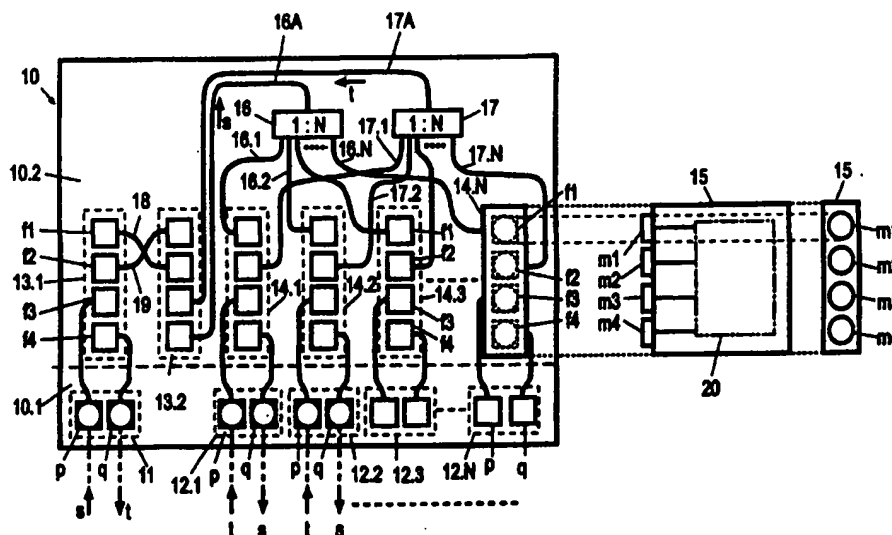 16A 17A
10
s t
16 1 : N 1 : N 17
16.1 17.1
16.N 17.N
10.2 16.2 17.2 14.N
f1 15 15
18 f1 f1
f2 f2 m1 m1
13.1 19 f2 m2
f3 14.1 14.2 14.3 f3 m3
f4 f3 f4 m4
f4
20
10.1 13.2
p q 11 12.1 p q p q 12.2 12.3 12.N p q
s t t s t s